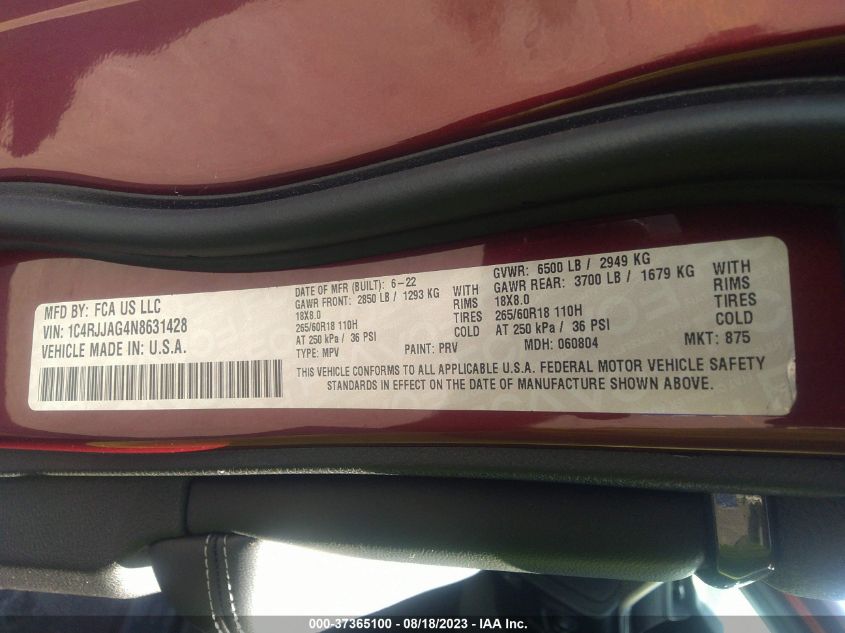 MFD BY: FCA US LLC
VIN: 1C4RJJAG4N8631428
VEHICLE MADE IN: U.S.A.
DATE OF MFR (BUILT): 6-22
GAWR FRONT: 2850 LB / 1293 KG WITH
18X8.0 RIMS
265/60R18 110H TIRES
AT 250 kPa / 36 PSI COLD
TYPE: MPV PAINT: PRV
GVWR: 6500 LB / 2949 KG
GAWR REAR: 3700 LB / 1679 KG WITH
18X8.0 RIMS
265/60R18 110H TIRES
AT 250 kPa / 36 PSI COLD
MDH: 060804 MKT: 875
THIS VEHICLE CONFORMS TO ALL APPLICABLE U.S.A. FEDERAL MOTOR VEHICLE SAFETY
STANDARDS IN EFFECT ON THE DATE OF MANUFACTURE SHOWN ABOVE.
000-37365100 - 08/18/2023 - IAA Inc.